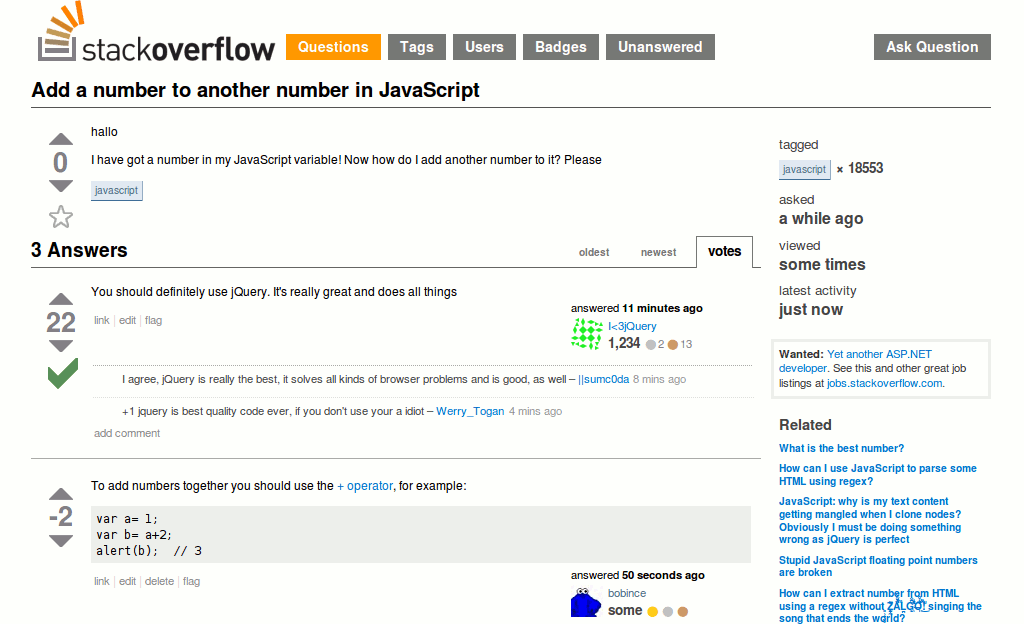 stackoverflow Questions Tags Users Badges Unanswered Ask Question
Add a number to another number in JavaScript
hallo
0
I have got a number in my JavaScript variable! Now how do I add another number to it? Please
javascript
3 Answers
oldest newest votes
You should definitely use jQuery. It's really great and does all things
22
link | edit | flag
answered 11 minutes ago
I<3jQuery
1,234 2 13
I agree, jQuery is really the best, it solves all kinds of browser problems and is good, as well – ||sumc0da 8 mins ago
+1 jquery is best quality code ever, if you don't use your a idiot – Werry_Togan 4 mins ago
add comment
To add numbers together you should use the + operator, for example:
-2
var a= 1;
var b= a+2;
alert(b);  // 3
link | edit | delete | flag
answered 50 seconds ago
bobince
some
tagged
javascript × 18553
asked
a while ago
viewed
some times
latest activity
just now
Wanted: Yet another ASP.NET
developer. See this and other great job
listings at jobs.stackoverflow.com.
Related
What is the best number?
How can I use JavaScript to parse some
HTML using regex?
JavaScript: why is my text content
getting mangled when I clone nodes?
Obviously I must be doing something
wrong as jQuery is perfect
Stupid JavaScript floating point numbers
are broken
How can I extract number from HTML
using a regex without ZALGO! singing the
song that ends the world?